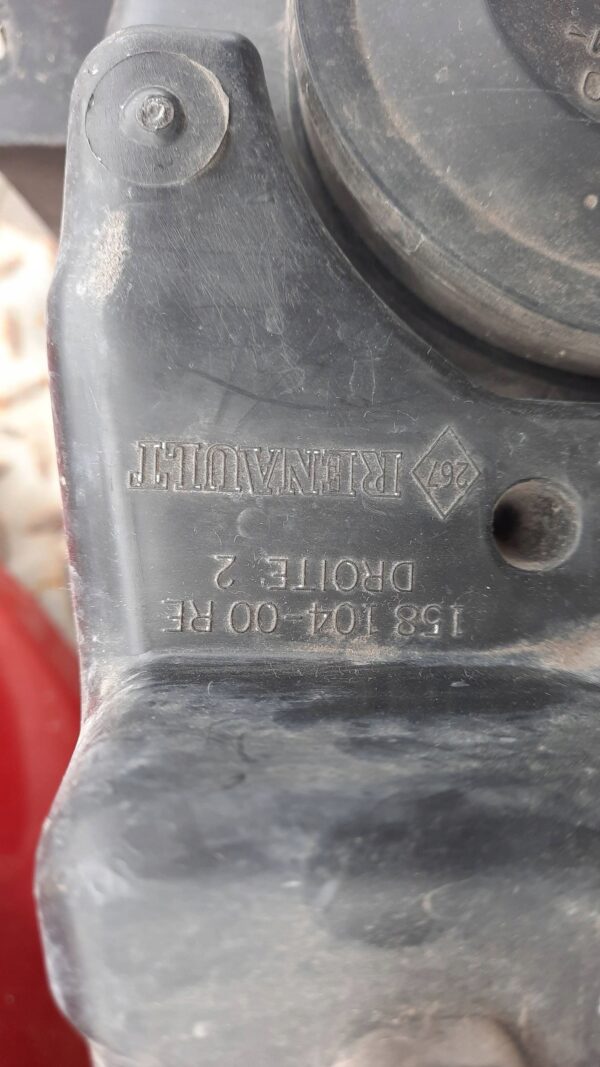 158 104-00 RE
DROITE 2
267 RENAULT